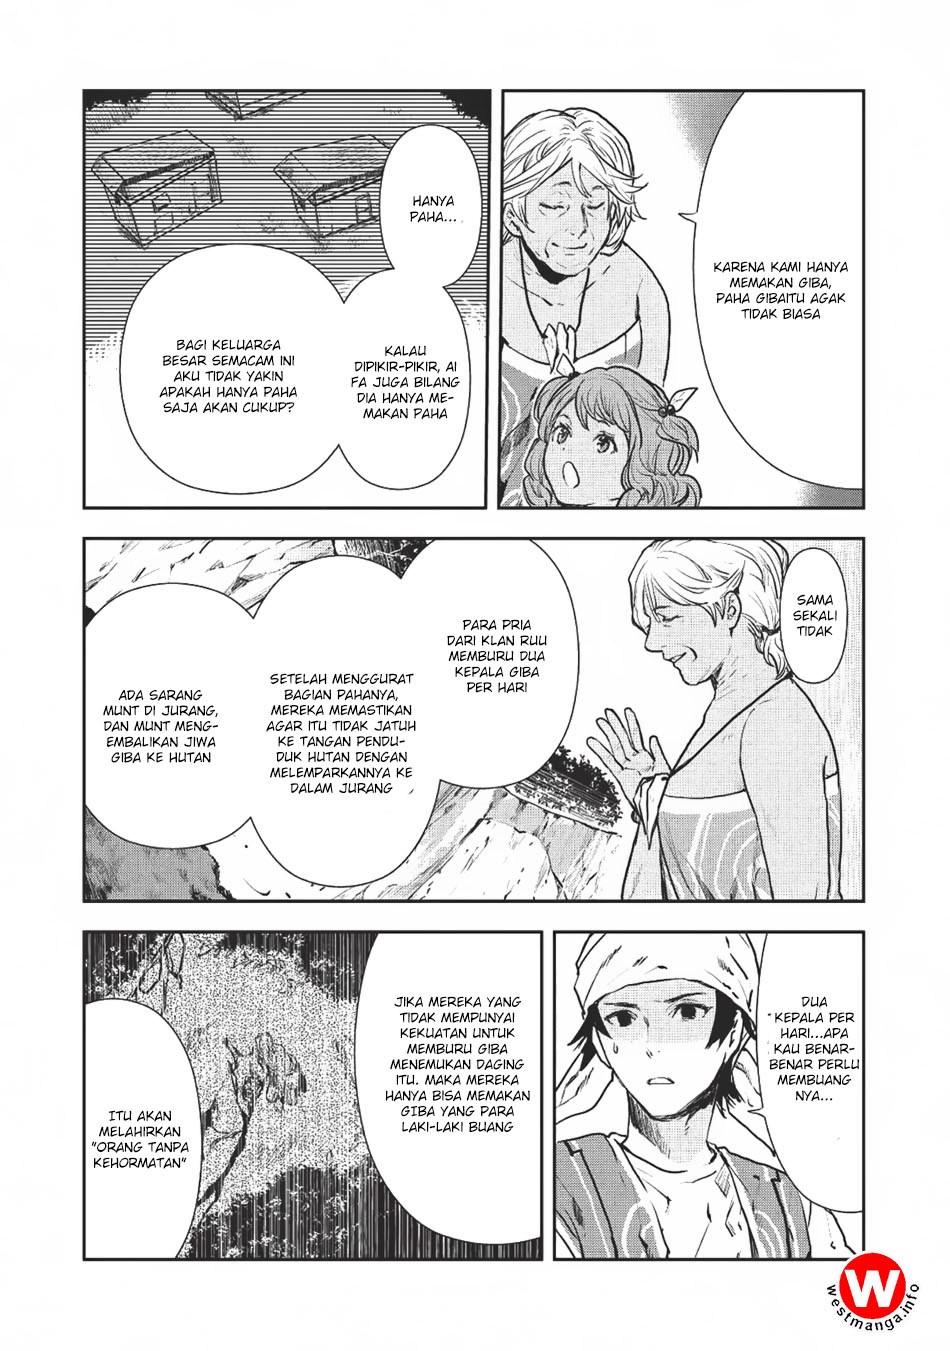 KARENA KAMI HANYA
MEMAKAN GIBA,
PAHA GIBAITU AGAK
TIDAK BIASA
HANYA
PAHA...
KALAU
DIPIKIR-PIKIR, AI
FA JUGA BILANG
DIA HANYA ME-
MAKAN PAHA
BAGI KELUARGA
BESAR SEMACAM INI
AKU TIDAK YAKIN
APAKAH HANYA PAHA
SAJA AKAN CUKUP?
SAMA
SEKALI
TIDAK
PARA PRIA
DARI KLAN RUU
MEMBURU DUA
KEPALA GIBA
PER HARI
SETELAH MENGGURAT
BAGIAN PAHANYA,
MEREKA MEMASTIKAN
AGAR ITU TIDAK JATUH
KE TANGAN PENDU-
DUK HUTAN DENGAN
MELEMPARKANNYA KE
DALAM JURANG
ADA SARANG
MUNT DI JURANG,
DAN MUNT MENG-
EMBALIKAN JIWA
GIBA KE HUTAN
DUA
KEPALA PER
HARI...APA
KAU BENAR-
BENAR PERLU
MEMBUANG
NYA...
JIKA MEREKA YANG
TIDAK MEMPUNYAI
KEKUATAN UNTUK
MEMBURU GIBA
MENEMUKAN DAGING
ITU. MAKA MEREKA
HANYA BISA MEMAKAN
GIBA YANG PARA
LAKI-LAKI BUANG
ITU AKAN
MELAHIRKAN
"ORANG TANPA
KEHORMATAN"
W
westmanga.info